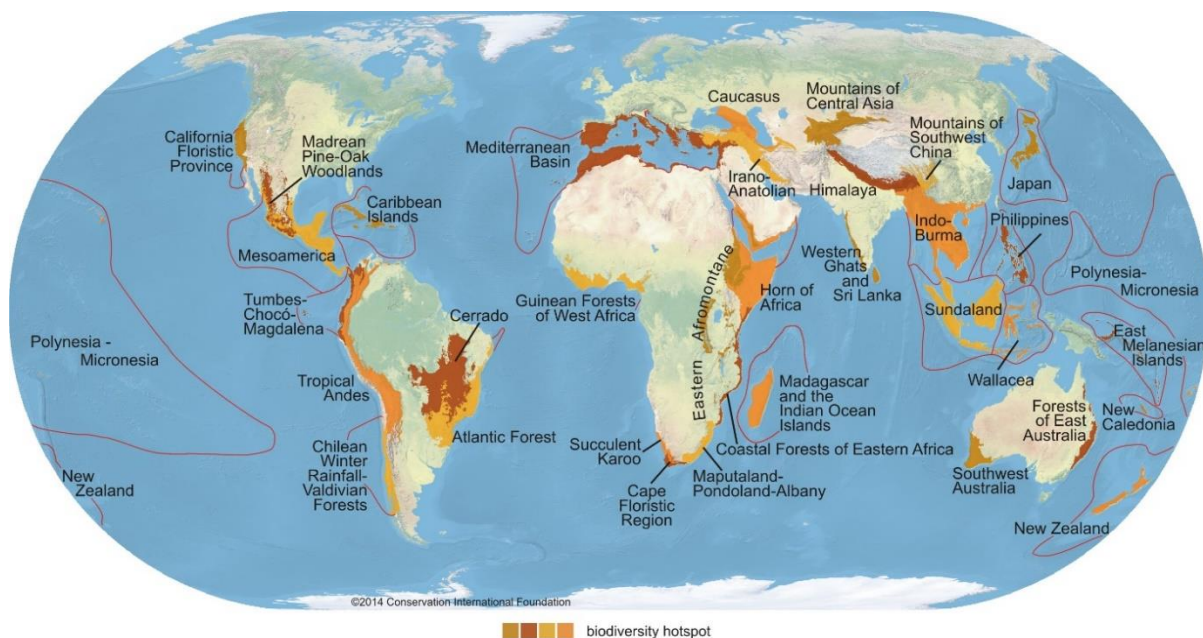 Caucasus
Mountains of
Central Asia
California
Floristic
Province
Madrean
Pine-Oak
Woodlands
Mediterranean
Basin
Mountains of
Southwest
China
Irano-
Anatolian
Himalaya
Japan
Caribbean
Islands
Indo-
Burma
Philippines
Mesoamerica
Western
Ghats
and
Sri Lanka
Polynesia-
Micronesia
Tumbes-
Chocó-
Magdalena
Cerrado
Guinean Forests
of West Africa
Eastern Afromontane
Horn of
Africa
Sundaland
East
Melanesian
Islands
Polynesia -
Micronesia
Tropical
Andes
Madagascar
and the
Indian Ocean
Islands
Wallacea
Forests
of East
Australia
New
Caledonia
Atlantic Forest
Succulent
Karoo
Coastal Forests of Eastern Africa
Chilean
Winter
Rainfall-
Valdivian
Forests
Maputaland-
Pondoland-Albany
Cape
Floristic
Region
Southwest
Australia
New
Zealand
New Zealand
©2014 Conservation International Foundation
biodiversity hotspot